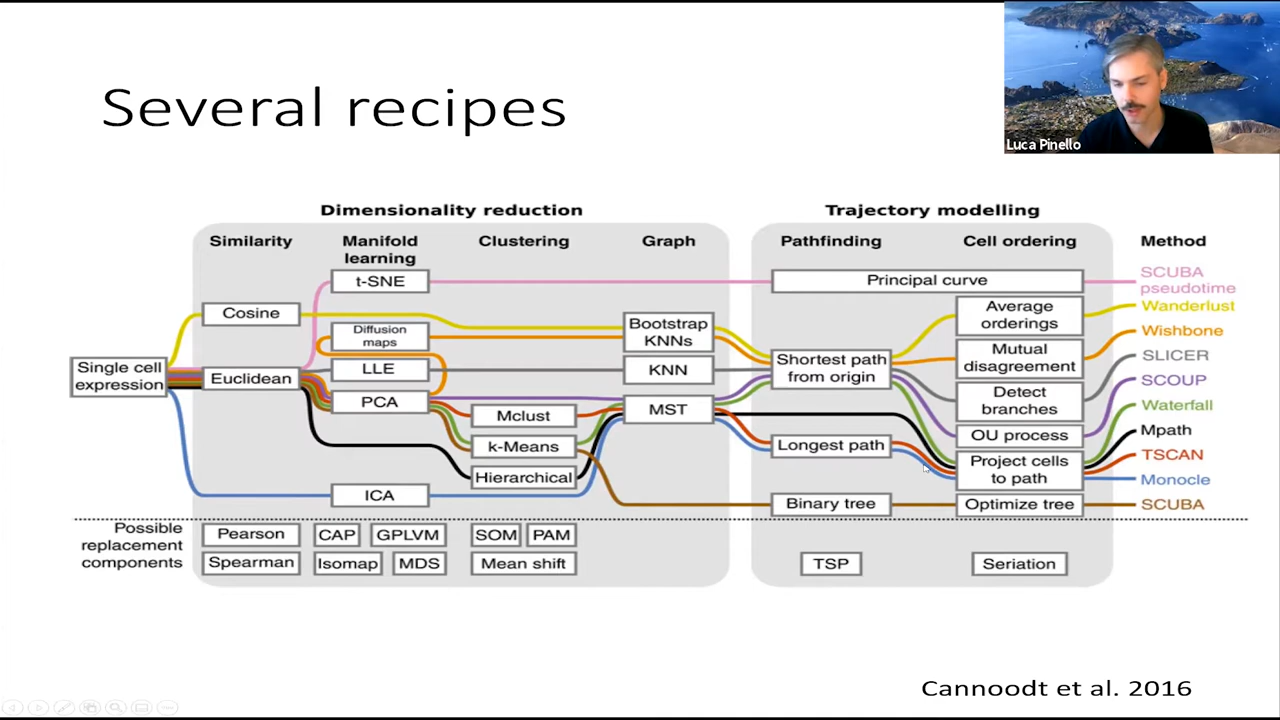 Several recipes
Luca Pinello
Dimensionality reduction
Trajectory modelling
Similarity
Manifold
learning
Clustering
Graph
Pathfinding
Cell ordering
Method
t-SNE
Principal curve
SCUBA
pseudotime
Cosine
Diffusion
maps
Bootstrap
KNNs
Average
orderings
Wanderlust
Wishbone
Single cell
expression
Euclidean
LLE
KNN
Shortest path
from origin
Mutual
disagreement
SLICER
PCA
Mclust
MST
Detect
branches
SCOUP
Waterfall
k-Means
Longest path
OU process
Mpath
Hierarchical
Project cells
to path
TSCAN
ICA
Monocle
Binary tree
Optimize tree
SCUBA
Possible
replacement
components
Pearson
CAP
GPLVM
SOM
PAM
Spearman
Isomap
MDS
Mean shift
TSP
Seriation
Cannoodt et al. 2016